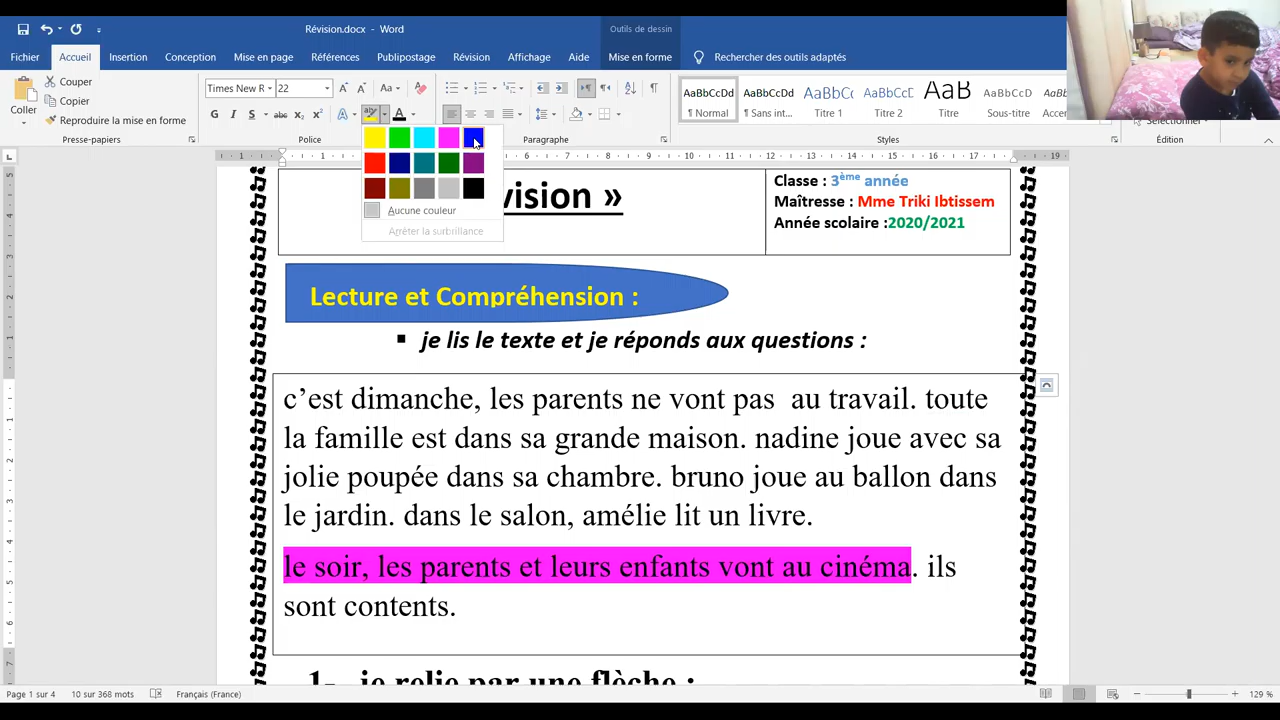 Révision.docx - Word
Outils de dessin
Fichier Accueil Insertion Conception Mise en page Références Publipostage Révision Affichage Aide Mise en forme Rechercher des outils adaptés
Coller
Couper
Copier
Reproduire la mise en forme
Presse-papiers
Times New R 22
G I S abc x₂ x²
Police
Paragraphe
AaBbCcDd AaBbCcDd AaBbCc AaBbCcC AaB AaBbCcD AaBbCcDd
¶ Normal ¶ Sans int... Titre 1 Titre 2 Titre Sous-titre
Styles
Aucune couleur
Arrêter la surbrillance
vision »
Classe : 3ème année
Maîtresse : Mme Triki Ibtissem
Année scolaire :2020/2021
Lecture et Compréhension :
▪ je lis le texte et je réponds aux questions :
c’est dimanche, les parents ne vont pas au travail. toute
la famille est dans sa grande maison. nadine joue avec sa
jolie poupée dans sa chambre. bruno joue au ballon dans
le jardin. dans le salon, amélie lit un livre.
le soir, les parents et leurs enfants vont au cinéma. ils
sont contents.
1- je relie par une flèche :
Page 1 sur 4 10 sur 368 mots Français (France) 129 %